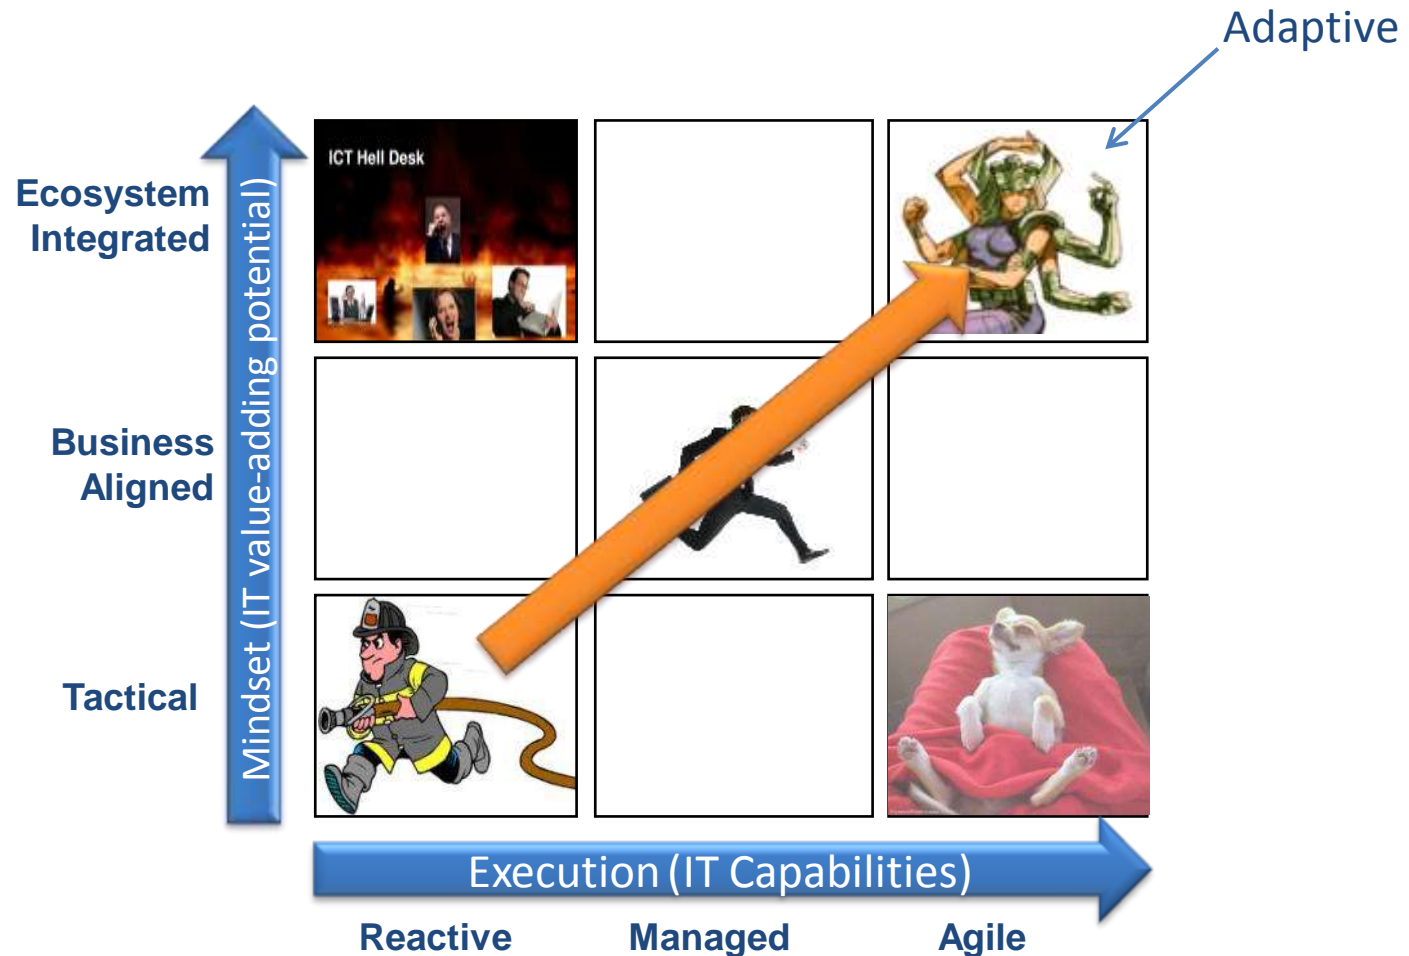 Adaptive
ICT Hell Desk
Ecosystem
Integrated
Mindset (IT value-adding potential)
Business
Aligned
Tactical
Execution (IT Capabilities)
Reactive
Managed
Agile